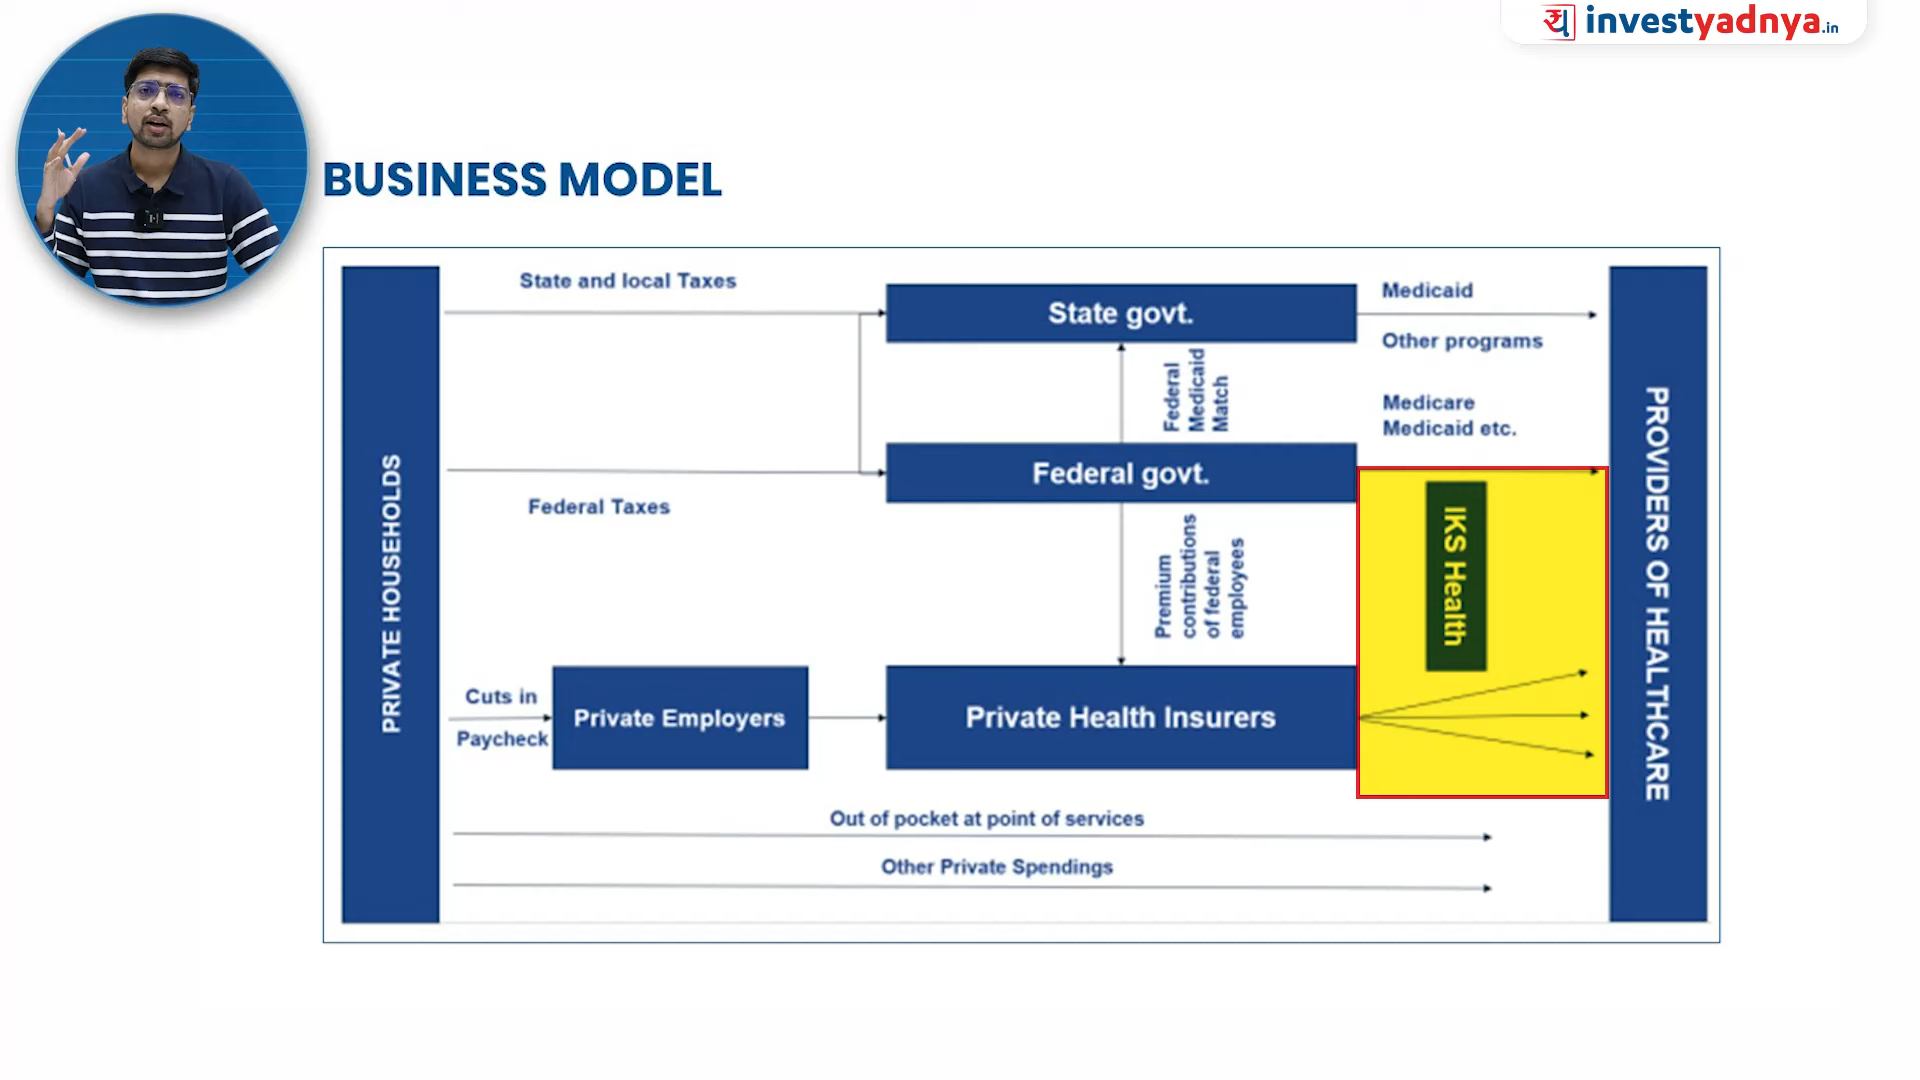 यु investyadnya.in
BUSINESS MODEL
PRIVATE HOUSEHOLDS
State and local Taxes
State govt.
Medicaid
Other programs
Federal
Medicaid
Match
Medicare
Medicaid etc.
Federal govt.
Federal Taxes
Premium
contributions
of federal
employees
IKS Health
Cuts in
Paycheck
Private Employers
Private Health Insurers
Out of pocket at point of services
Other Private Spendings
PROVIDERS OF HEALTHCARE